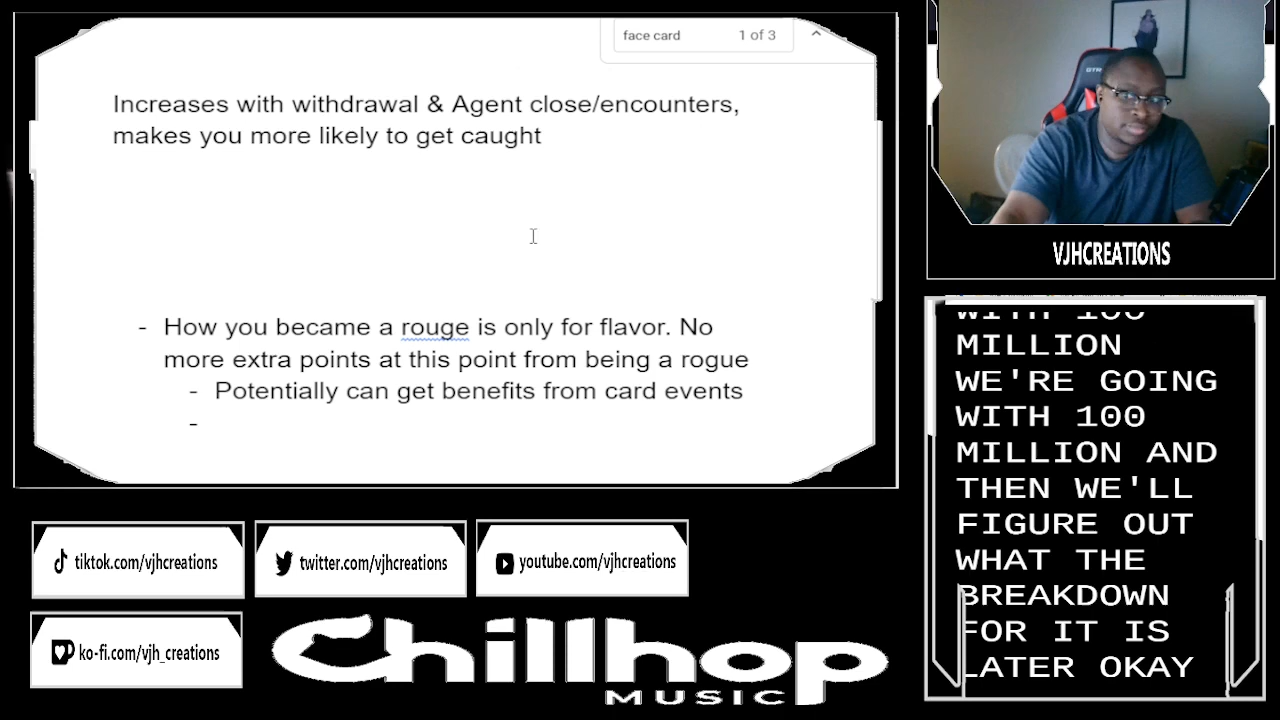 face card 1 of 3
Increases with withdrawal & Agent close/encounters,
makes you more likely to get caught
- How you became a rouge is only for flavor. No
more extra points at this point from being a rogue
- Potentially can get benefits from card events
-
GTR
VJHCREATIONS
WITH 100
MILLION
WE'RE GOING
WITH 100
MILLION AND
THEN WE'LL
FIGURE OUT
WHAT THE
BREAKDOWN
FOR IT IS
LATER OKAY
tiktok.com/vjhcreations
twitter.com/vjhcreations
youtube.com/vjhcreations
ko-fi.com/vjh_creations
Chillhop
MUSIC